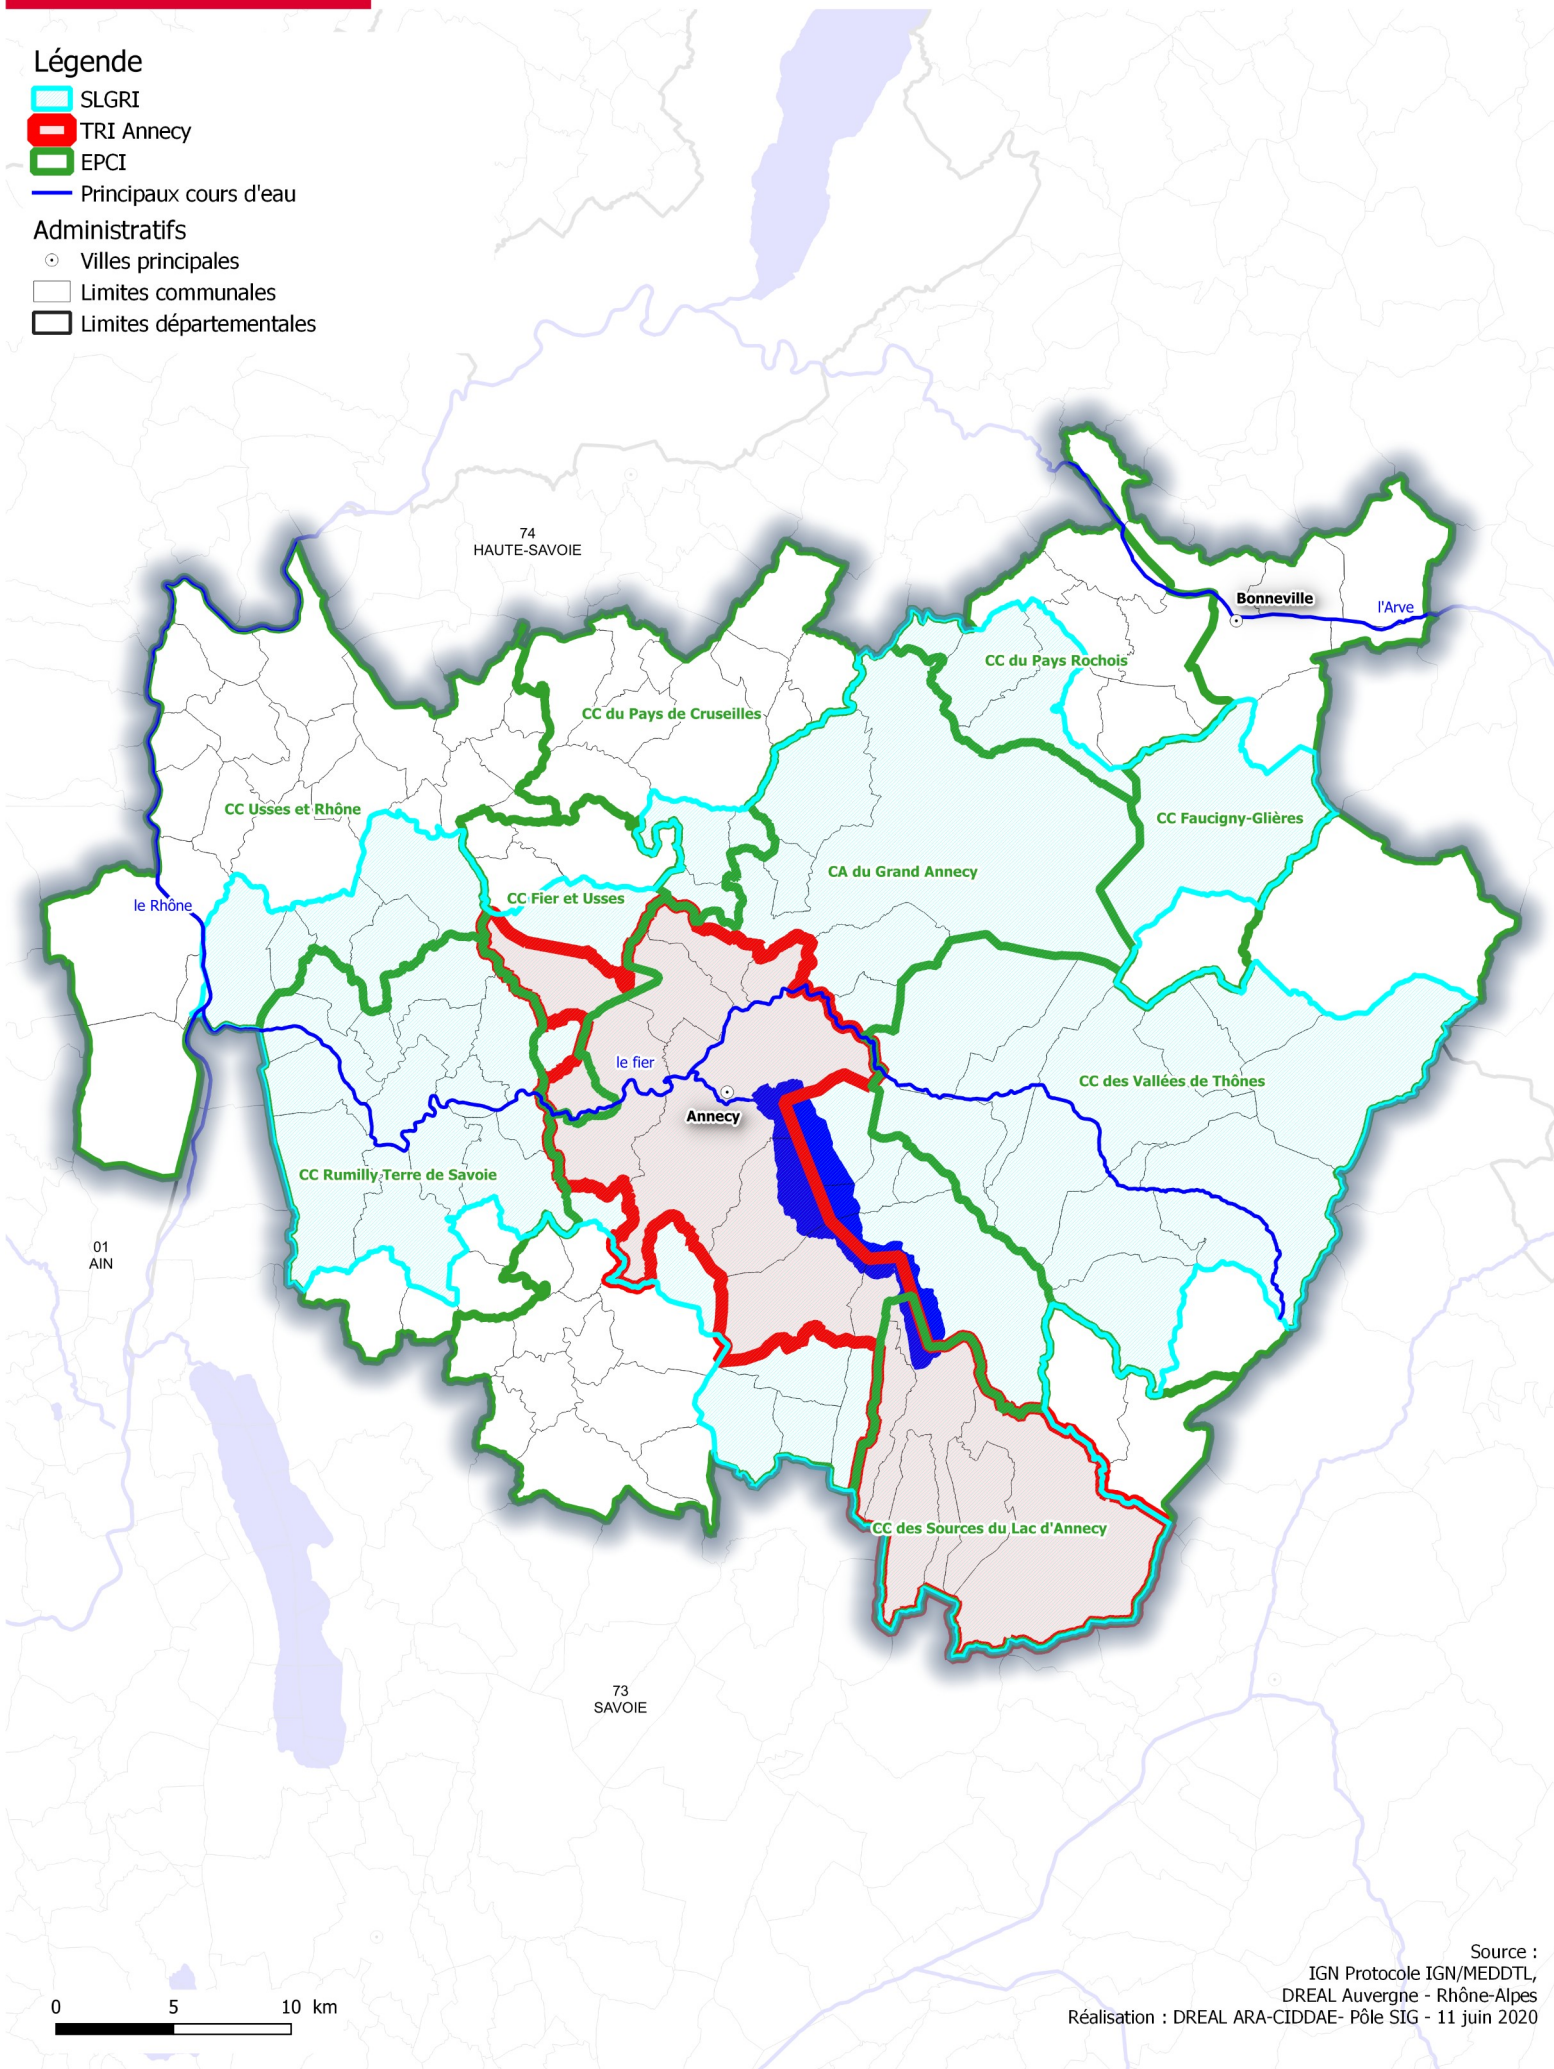 Légende
SLGRI
TRI Annecy
EPCI
Principaux cours d'eau
Administratifs
Villes principales
Limites communales
Limites départementales
74
HAUTE-SAVOIE
Bonneville
l'Arve
CC du Pays Rochois
CC du Pays de Cruseilles
CC Usses et Rhône
CC Faucigny-Glières
CA du Grand Annecy
CC Fier et Usses
le Rhône
le fier
CC des Vallées de Thônes
Annecy
CC Rumilly Terre de Savoie
01
AIN
CC des Sources du Lac d'Annecy
73
SAVOIE
Source :
IGN Protocole IGN/MEDDTL,
DREAL Auvergne - Rhône-Alpes
Réalisation : DREAL ARA-CIDDAE- Pôle SIG - 11 juin 2020
0 5 10 km